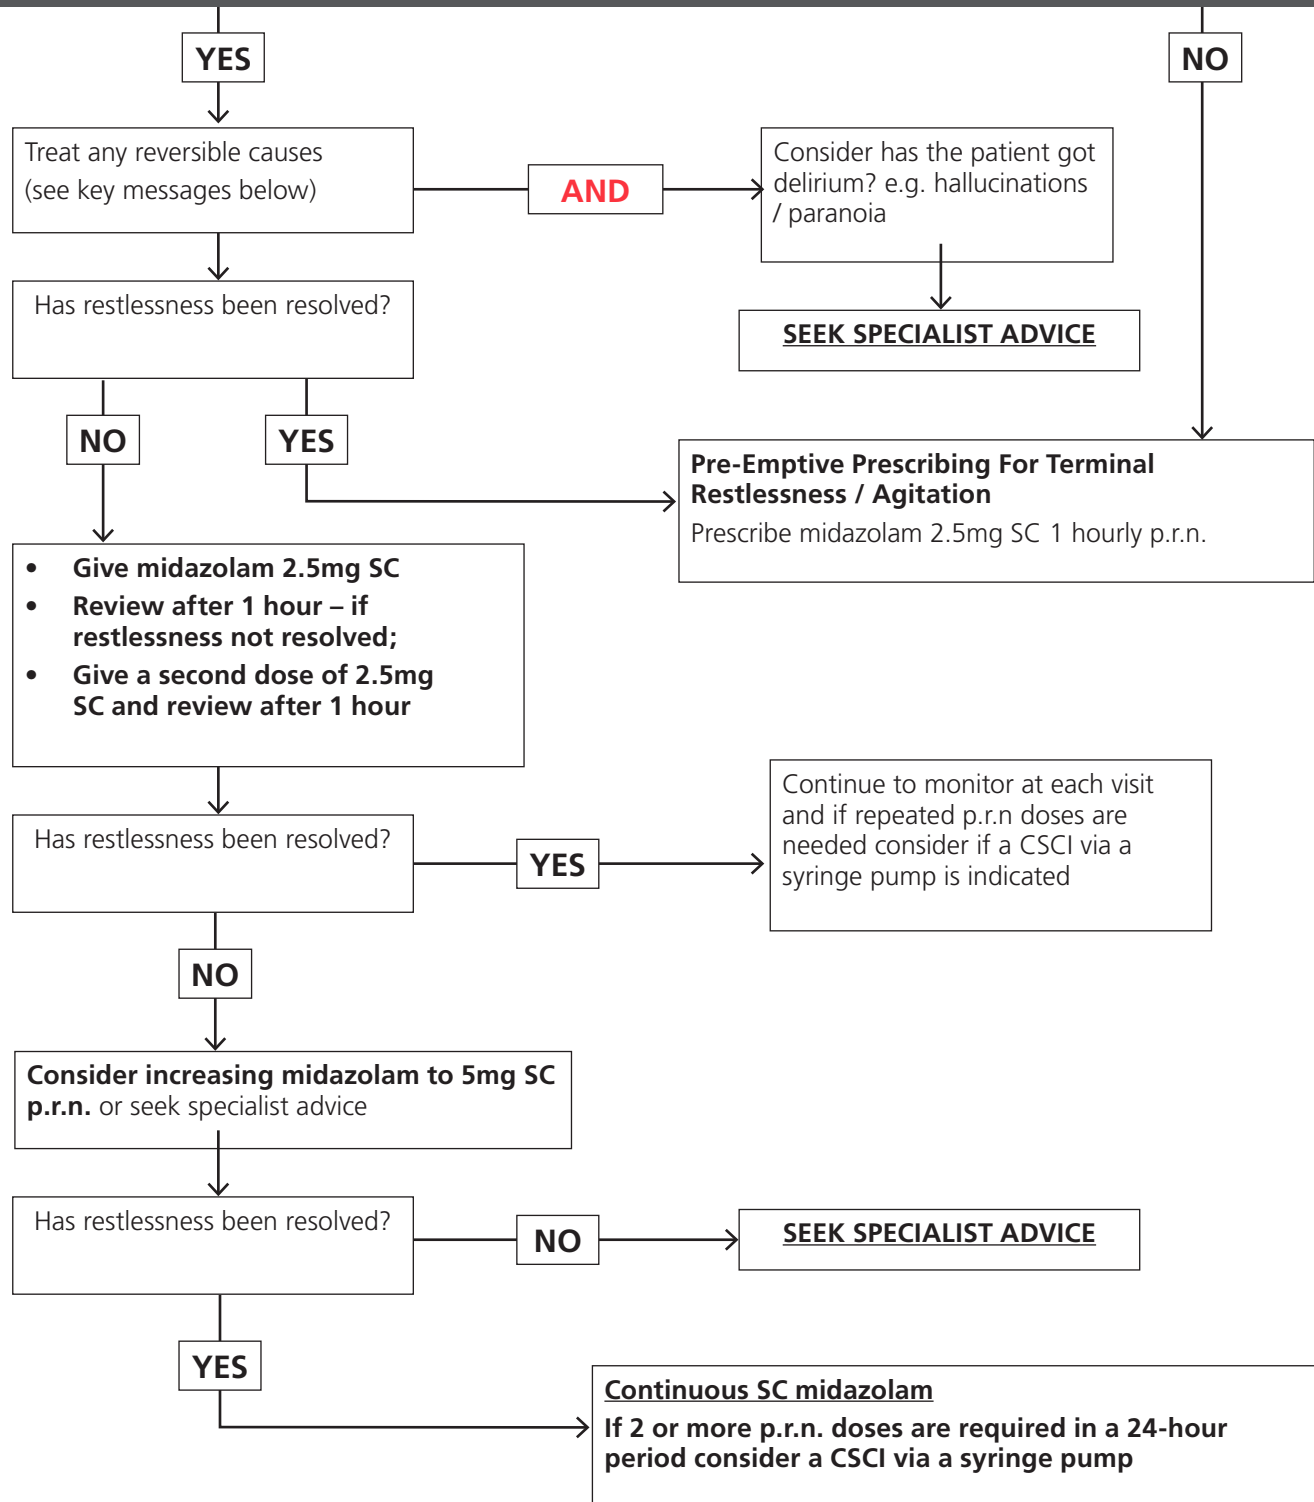 YES
NO
Treat any reversible causes
(see key messages below)
AND
Consider has the patient got
delirium? e.g. hallucinations
/ paranoia
Has restlessness been resolved?
SEEK SPECIALIST ADVICE
NO
YES
Pre-Emptive Prescribing For Terminal
Restlessness / Agitation
Prescribe midazolam 2.5mg SC 1 hourly p.r.n.
• Give midazolam 2.5mg SC
• Review after 1 hour – if
restlessness not resolved;
• Give a second dose of 2.5mg
SC and review after 1 hour
Has restlessness been resolved?
YES
Continue to monitor at each visit
and if repeated p.r.n doses are
needed consider if a CSCI via a
syringe pump is indicated
NO
Consider increasing midazolam to 5mg SC
p.r.n. or seek specialist advice
Has restlessness been resolved?
NO
SEEK SPECIALIST ADVICE
YES
Continuous SC midazolam
If 2 or more p.r.n. doses are required in a 24-hour
period consider a CSCI via a syringe pump